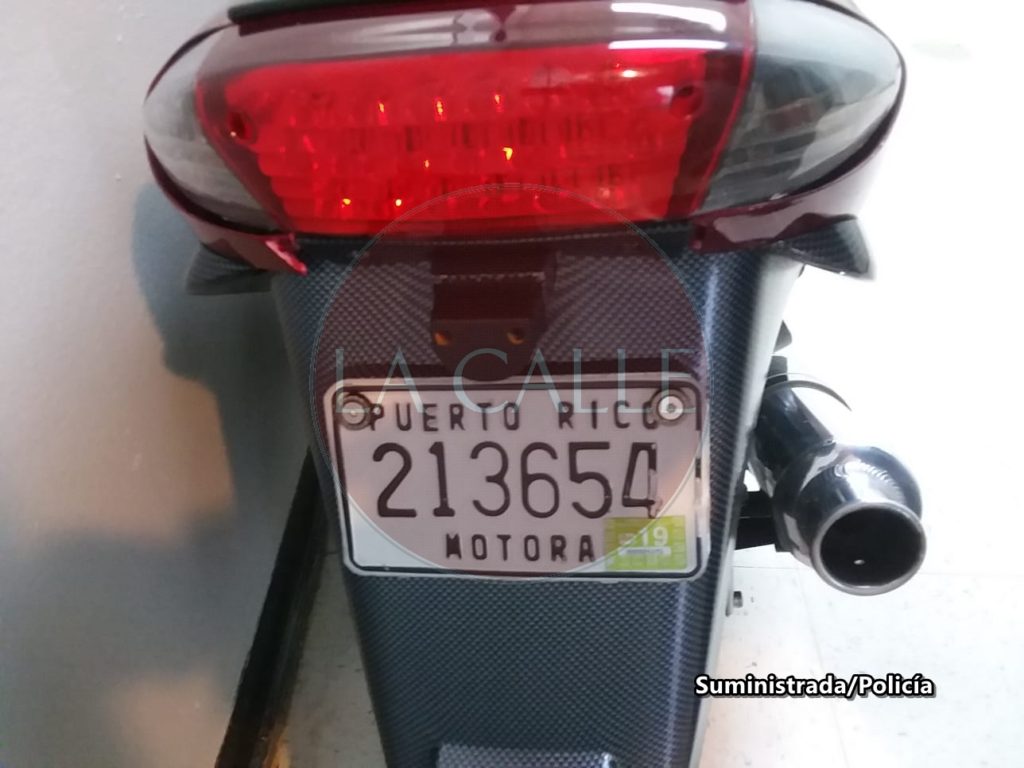 LA CALLE
PUERTO RICO
213654
MOTORA
19
Suministrada/Policía